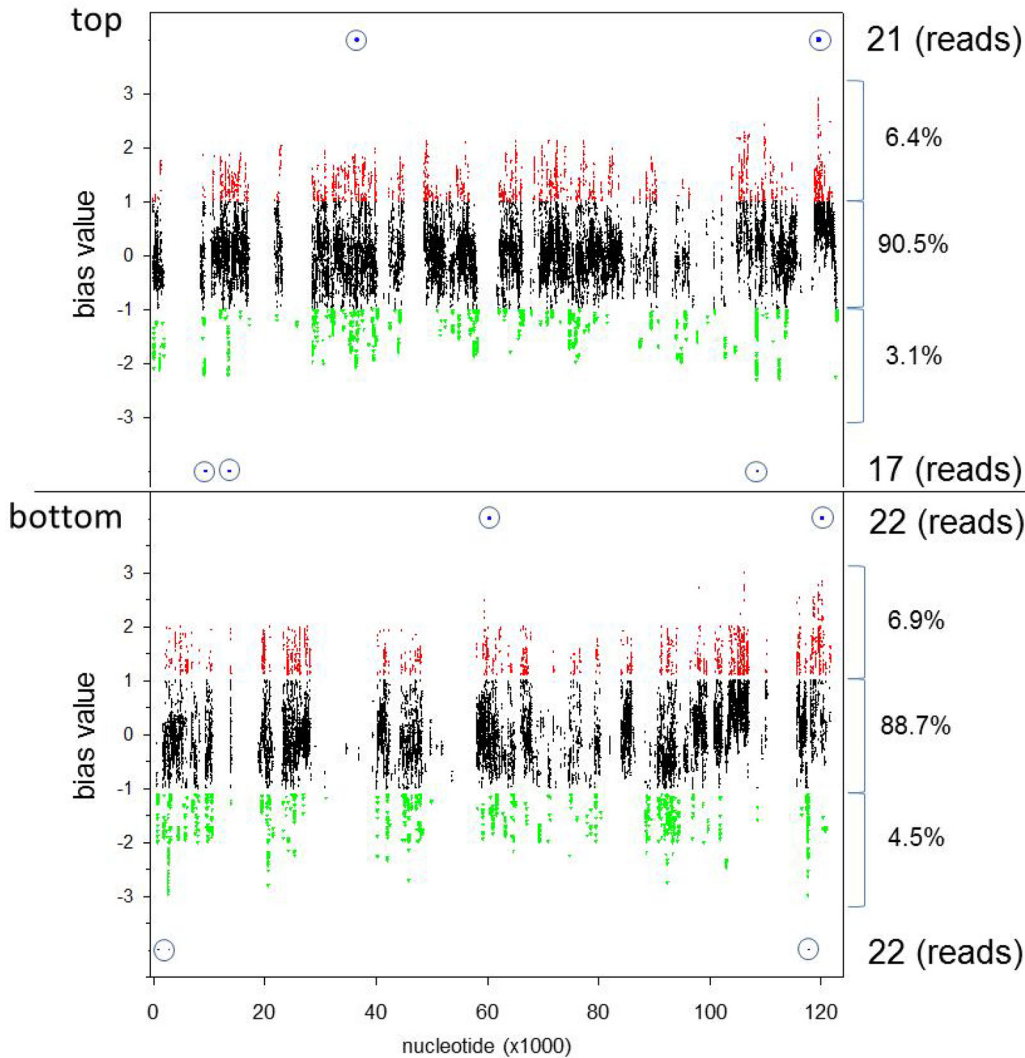 top
21 (reads)
3
2
1
0
-1
-2
-3
bias value
6.4%
90.5%
3.1%
17 (reads)
bottom
22 (reads)
3
2
1
0
-1
-2
-3
bias value
6.9%
88.7%
4.5%
22 (reads)
0 20 40 60 80 100 120
nucleotide (x1000)